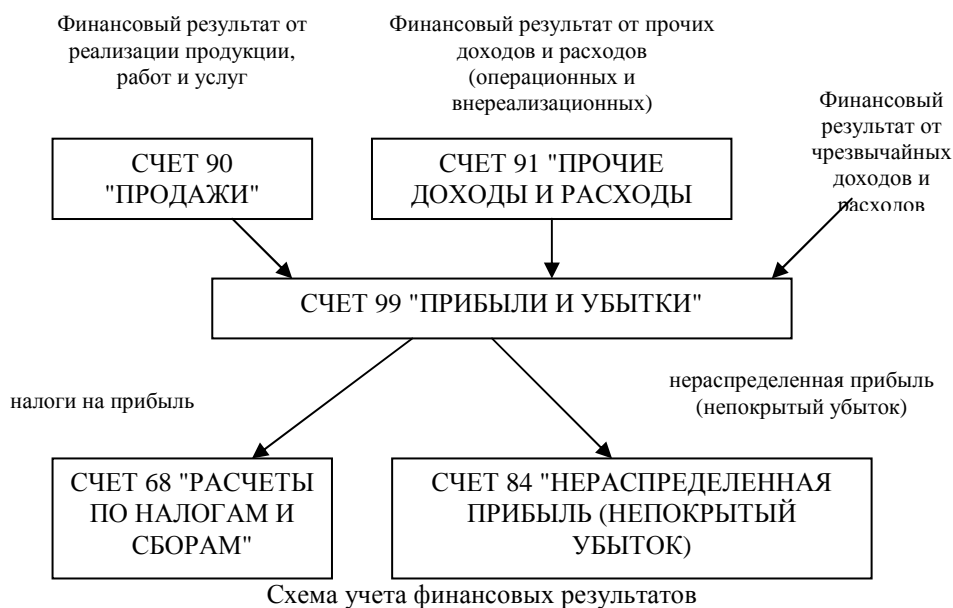 Финансовый результат от
реализации продукции,
работ и услуг
Финансовый результат от прочих
доходов и расходов
(операционных и
внереализационных)
Финансовый
результат от
чрезвычайных
доходов и
расходов
СЧЕТ 90
"ПРОДАЖИ"
СЧЕТ 91 "ПРОЧИЕ
ДОХОДЫ И РАСХОДЫ
СЧЕТ 99 "ПРИБЫЛИ И УБЫТКИ"
налоги на прибыль
нераспределенная прибыль
(непокрытый убыток)
СЧЕТ 68 "РАСЧЕТЫ
ПО НАЛОГАМ И
СБОРАМ"
СЧЕТ 84 "НЕРАСПРЕДЕЛЕННАЯ
ПРИБЫЛЬ (НЕПОКРЫТЫЙ
УБЫТОК)
Схема учета финансовых результатов